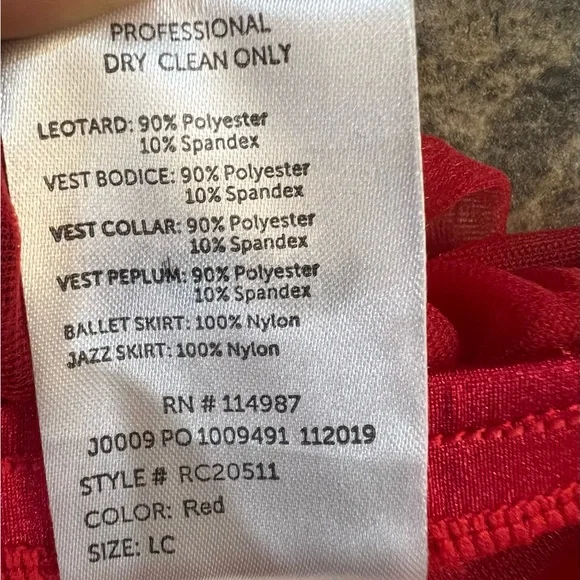 PROFESSIONAL
DRY CLEAN ONLY
LEOTARD: 90% Polyester
10% Spandex
VEST BODICE: 90% Polyester
10% Spandex
VEST COLLAR: 90% Polyester
10% Spandex
VEST PEPLUM: 90% Polyester
10% Spandex
BALLET SKIRT: 100% Nylon
JAZZ SKIRT: 100% Nylon
RN # 114987
J0009 PO 1009491 112019
STYLE # RC20511
COLOR: Red
SIZE: LC